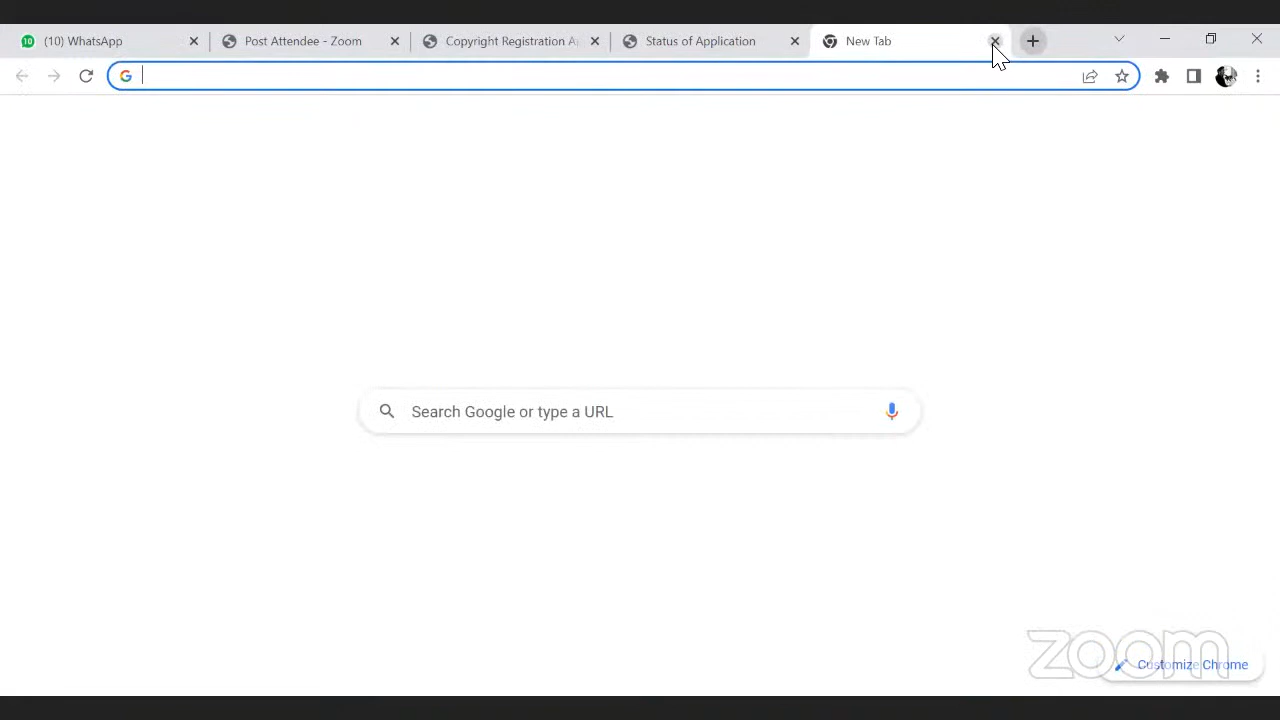 10 (10) WhatsApp
Post Attendee - Zoom
Copyright Registration A
Status of Application
New Tab
Search Google or type a URL
zoom
Customize Chrome